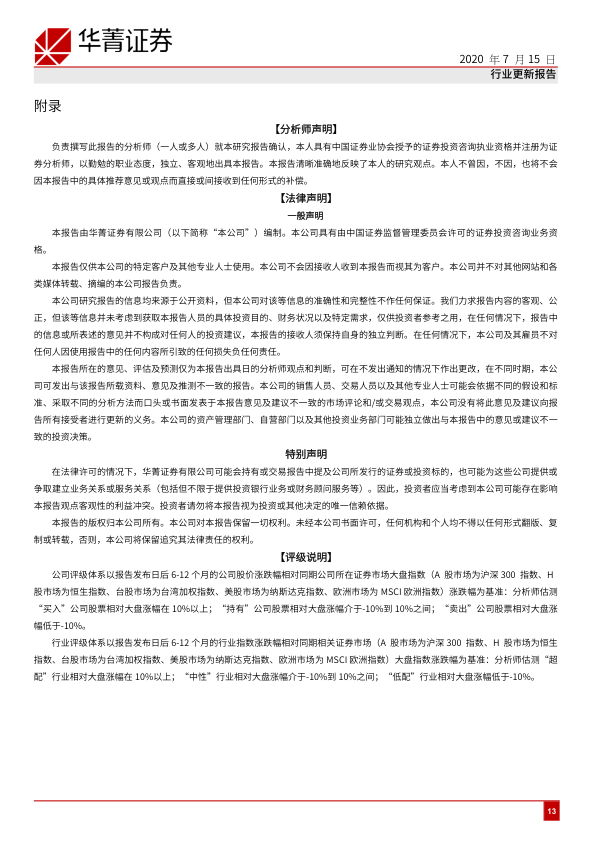 华菁证券
2020 年 7 月 15 日
行业更新报告
附录
【分析师声明】
负责撰写此报告的分析师（一人或多人）就本研究报告确认，本人具有中国证券业协会授予的证券投资咨询执业资格并注册为证
券分析师，以勤勉的职业态度，独立、客观地出具本报告。本报告清晰准确地反映了本人的研究观点。本人不曾因，不因，也将不会
因本报告中的具体推荐意见或观点而直接或间接收到任何形式的补偿。
【法律声明】
一般声明
本报告由华菁证券有限公司（以下简称“本公司”）编制。本公司具有由中国证券监督管理委员会许可的证券投资咨询业务资
格。
本报告仅供本公司的特定客户及其他专业人士使用。本公司不会因接收人收到本报告而视其为客户。本公司并不对其他网站和各
类媒体转载、摘编的本公司报告负责。
本公司研究报告的信息均来源于公开资料，但本公司对该等信息的准确性和完整性不作任何保证。我们力求报告内容的客观、公
正，但该等信息并未考虑到获取本报告人员的具体投资目的、财务状况以及特定需求，仅供投资者参考之用，在任何情况下，报告中
的信息或所表述的意见并不构成对任何人的投资建议，本报告的接收人须保持自身的独立判断。在任何情况下，本公司及其雇员不对
任何人因使用报告中的任何内容所引致的任何损失负任何责任。
本报告所在的意见、评估及预测仅为本报告出具日的分析师观点和判断，可在不发出通知的情况下作出更改，在不同时期，本公
司可发出与该报告所载资料、意见及推测不一致的报告。本公司的销售人员、交易人员以及其他专业人士可能会依据不同的假设和标
准、采取不同的分析方法而口头或书面发表于本报告意见及建议不一致的市场评论和/或交易观点，本公司没有将此意见及建议向报
告所有接受者进行更新的义务。本公司的资产管理部门、自营部门以及其他投资业务部门可能独立做出与本报告中的意见或建议不一
致的投资决策。
特别声明
在法律许可的情况下，华菁证券有限公司可能会持有或交易报告中提及公司所发行的证券或投资标的，也可能为这些公司提供或
争取建立业务关系或服务关系（包括但不限于提供投资银行业务或财务顾问服务等）。因此，投资者应当考虑到本公司可能存在影响
本报告观点客观性的利益冲突。投资者请勿将本报告视为投资或其他决定的唯一信赖依据。
本报告的版权归本公司所有。本公司对本报告保留一切权利。未经本公司书面许可，任何机构和个人均不得以任何形式翻版、复
制或转载，否则，本公司将保留追究其法律责任的权利。
【评级说明】
公司评级体系以报告发布日后 6-12 个月的公司股价涨跌幅相对同期公司所在证券市场大盘指数（A 股市场为沪深 300 指数、H
股市场为恒生指数、台股市场为台湾加权指数、美股市场为纳斯达克指数、欧洲市场为 MSCI 欧洲指数）涨跌幅为基准：分析师估测
“买入”公司股票相对大盘涨幅在 10%以上；“持有”公司股票相对大盘涨幅介于-10%到 10%之间；“卖出”公司股票相对大盘涨
幅低于-10%。
行业评级体系以报告发布日后 6-12 个月的行业指数涨跌幅相对同期相关证券市场（A 股市场为沪深 300 指数、H 股市场为恒生
指数、台股市场为台湾加权指数、美股市场为纳斯达克指数、欧洲市场为 MSCI 欧洲指数）大盘指数涨跌幅为基准：分析师估测“超
配”行业相对大盘涨幅在 10%以上；“中性”行业相对大盘涨幅介于-10%到 10%之间；“低配”行业相对大盘涨幅低于-10%。
13